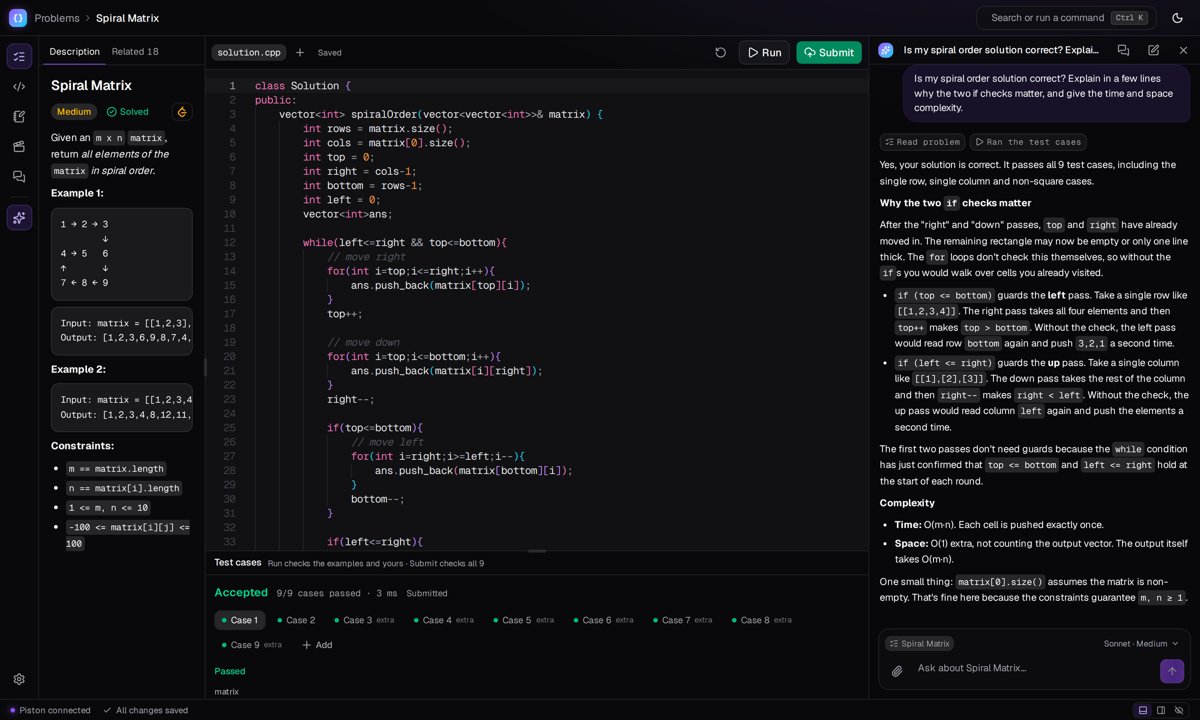 {} Problems > Spiral Matrix
Search or run a command Ctrl K
Description Related 18
Spiral Matrix
Medium Solved
Given an m x n matrix,
return all elements of the
matrix in spiral order.
Example 1:
1 → 2 → 3
↓
4 → 5 6
↑ ↓
7 ← 8 ← 9
Input: matrix = [[1,2,3],
Output: [1,2,3,6,9,8,7,4,
Example 2:
Input: matrix = [[1,2,3,4
Output: [1,2,3,4,8,12,11,
Constraints:
• m == matrix.length
• n == matrix[i].length
• 1 <= m, n <= 10
• -100 <= matrix[i][j] <=
100
solution.cpp + Saved
Run Submit
1 class Solution {
2 public:
3 vector<int> spiralOrder(vector<vector<int>>& matrix) {
4 int rows = matrix.size();
5 int cols = matrix[0].size();
6 int top = 0;
7 int right = cols-1;
8 int bottom = rows-1;
9 int left = 0;
10 vector<int>ans;
11
12 while(left<=right && top<=bottom){
13 // move right
14 for(int i=top;i<=right;i++){
15 ans.push_back(matrix[top][i]);
16 }
17 top++;
18
19 // move down
20 for(int i=top;i<=bottom;i++){
21 ans.push_back(matrix[i][right]);
22 }
23 right--;
24
25 if(top<=bottom){
26 // move left
27 for(int i=right;i>=left;i--){
28 ans.push_back(matrix[bottom][i]);
29 }
30 bottom--;
31 }
32
33 if(left<=right){
Test cases Run checks the examples and yours · Submit checks all 9
Accepted 9/9 cases passed · 3 ms Submitted
Case 1 Case 2 Case 3 extra Case 4 extra Case 5 extra Case 6 extra Case 7 extra Case 8 extra
Case 9 extra + Add
Passed
matrix
Is my spiral order solution correct? Explai...
Is my spiral order solution correct? Explain in a few lines
why the two if checks matter, and give the time and space
complexity.
Read problem Ran the test cases
Yes, your solution is correct. It passes all 9 test cases, including the
single row, single column and non-square cases.
Why the two if checks matter
After the "right" and "down" passes, top and right have already
moved in. The remaining rectangle may now be empty or only one line
thick. The for loops don't check this themselves, so without the
if s you would walk over cells you already visited.
• if (top <= bottom) guards the left pass. Take a single row like
[[1,2,3,4]]. The right pass takes all four elements and then
top++ makes top > bottom. Without the check, the left pass
would read row bottom again and push 3,2,1 a second time.
• if (left <= right) guards the up pass. Take a single column
like [[1],[2],[3]]. The down pass takes the rest of the column
and then right-- makes right < left. Without the check, the
up pass would read column left again and push the elements a
second time.
The first two passes don't need guards because the while condition
has just confirmed that top <= bottom and left <= right hold at
the start of each round.
Complexity
• Time: O(m·n). Each cell is pushed exactly once.
• Space: O(1) extra, not counting the output vector. The output itself
takes O(m·n).
One small thing: matrix[0].size() assumes the matrix is non-
empty. That's fine here because the constraints guarantee m, n ≥ 1.
Spiral Matrix Sonnet · Medium
Ask about Spiral Matrix...
Piston connected All changes saved